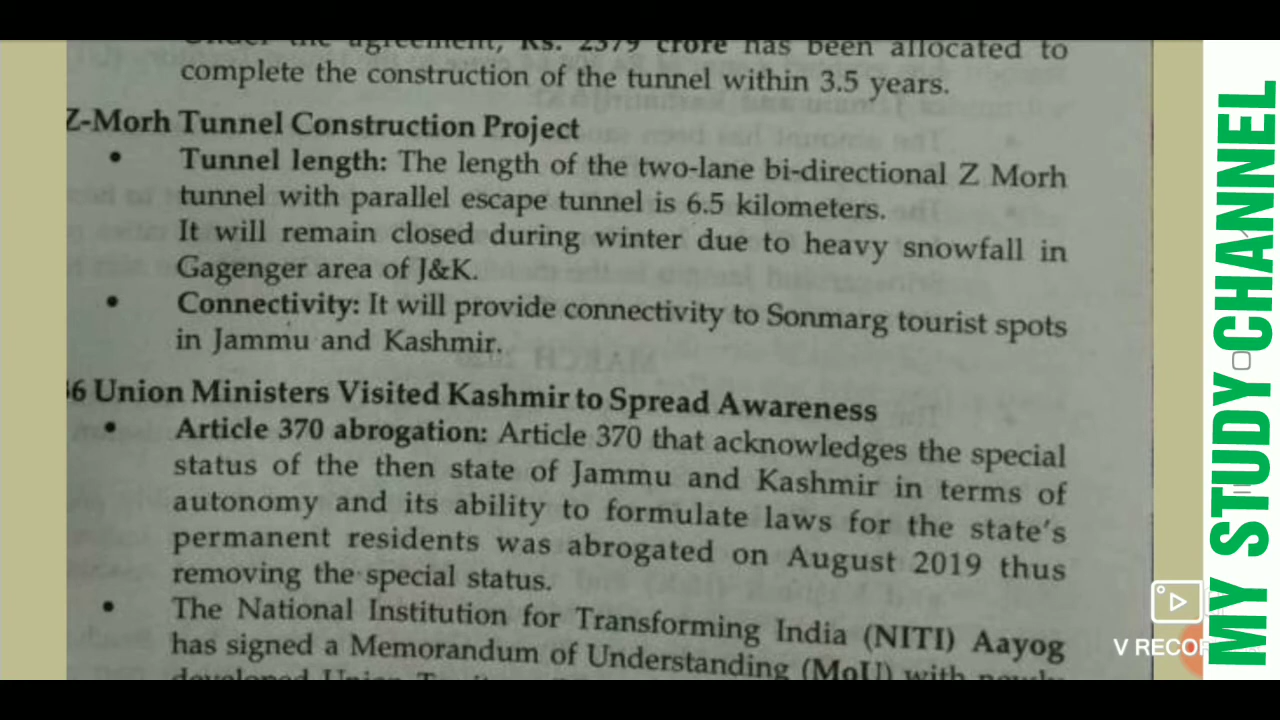 Under the agreement, Rs. 2379 crore has been allocated to
complete the construction of the tunnel within 3.5 years.
Z-Morh Tunnel Construction Project
• Tunnel length: The length of the two-lane bi-directional Z Morh
tunnel with parallel escape tunnel is 6.5 kilometers.
It will remain closed during winter due to heavy snowfall in
Gagenger area of J&K.
• Connectivity: It will provide connectivity to Sonmarg tourist spots
in Jammu and Kashmir.
36 Union Ministers Visited Kashmir to Spread Awareness
• Article 370 abrogation: Article 370 that acknowledges the special
status of the then state of Jammu and Kashmir in terms of
autonomy and its ability to formulate laws for the state's
permanent residents was abrogated on August 2019 thus
removing the special status.
• The National Institution for Transforming India (NITI) Aayog
has signed a Memorandum of Understanding (MoU) with newly
developed Union
V RECOR
MY STUDY CHANNEL